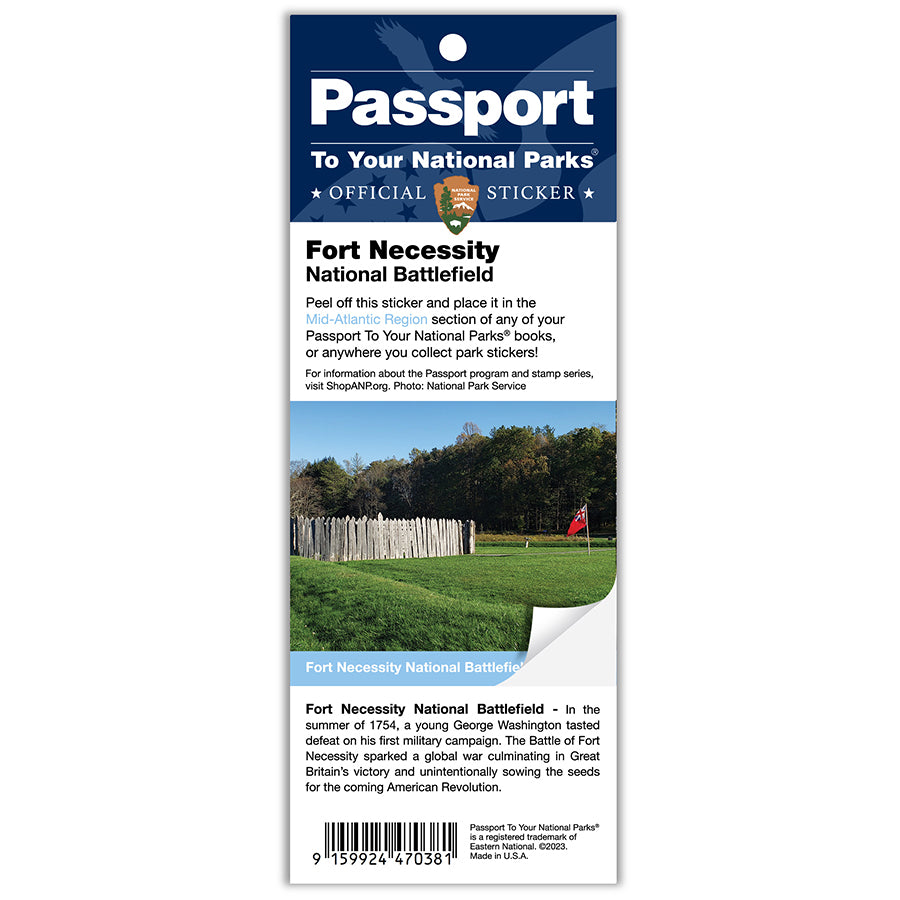 Passport
To Your National Parks®
★ OFFICIAL STICKER ★
NATIONAL
PARK
SERVICE
Fort Necessity
National Battlefield
Peel off this sticker and place it in the
Mid-Atlantic Region section of any of your
Passport To Your National Parks® books,
or anywhere you collect park stickers!
For information about the Passport program and stamp series,
visit ShopANP.org. Photo: National Park Service
Fort Necessity National Battlefiel
Fort Necessity National Battlefield - In the
summer of 1754, a young George Washington tasted
defeat on his first military campaign. The Battle of Fort
Necessity sparked a global war culminating in Great
Britain's victory and unintentionally sowing the seeds
for the coming American Revolution.
9 159924 470381
Passport To Your National Parks®
is a registered trademark of
Eastern National. ©2023.
Made in U.S.A.